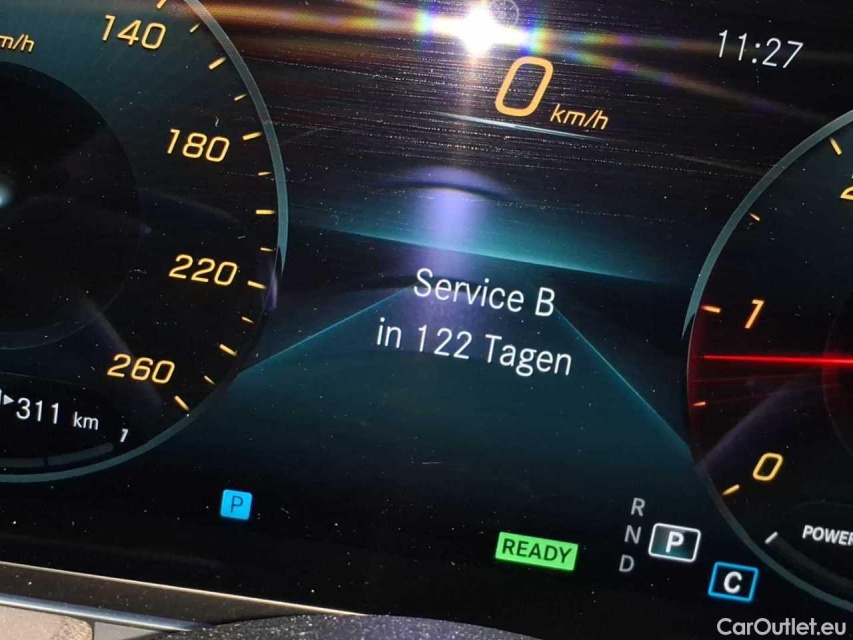 m/h
140
180
220
260
▶311 km
0 km/h
11:27
Service B
in 122 Tagen
1
0
P
READY
R
N
P
D
C
POWER
CarOutlet.eu